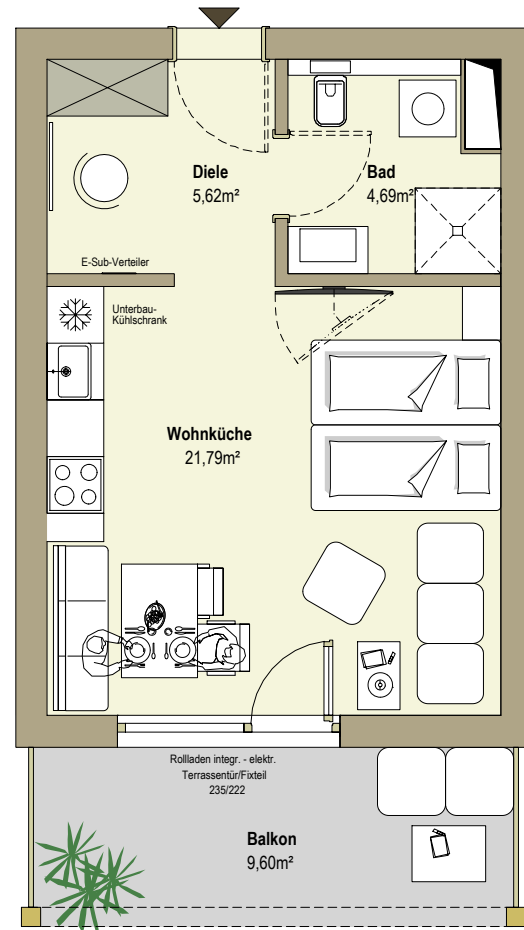 Diele
5,62m²
Bad
4,69m²
E-Sub-Verteiler
Unterbau-
Kühlschrank
Wohnküche
21,79m²
Rollladen integr. - elektr.
Terrassentür/Fixteil
235/222
Balkon
9,60m²